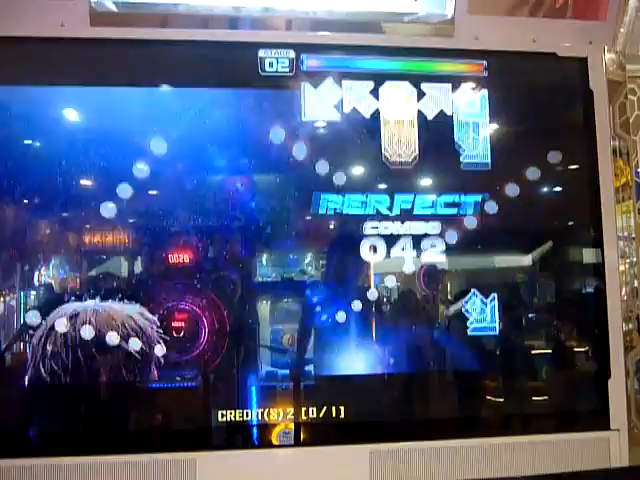 STAGE
02
PERFECT
COMBO
042
0020
CREDIT(S) 2 [0/1]